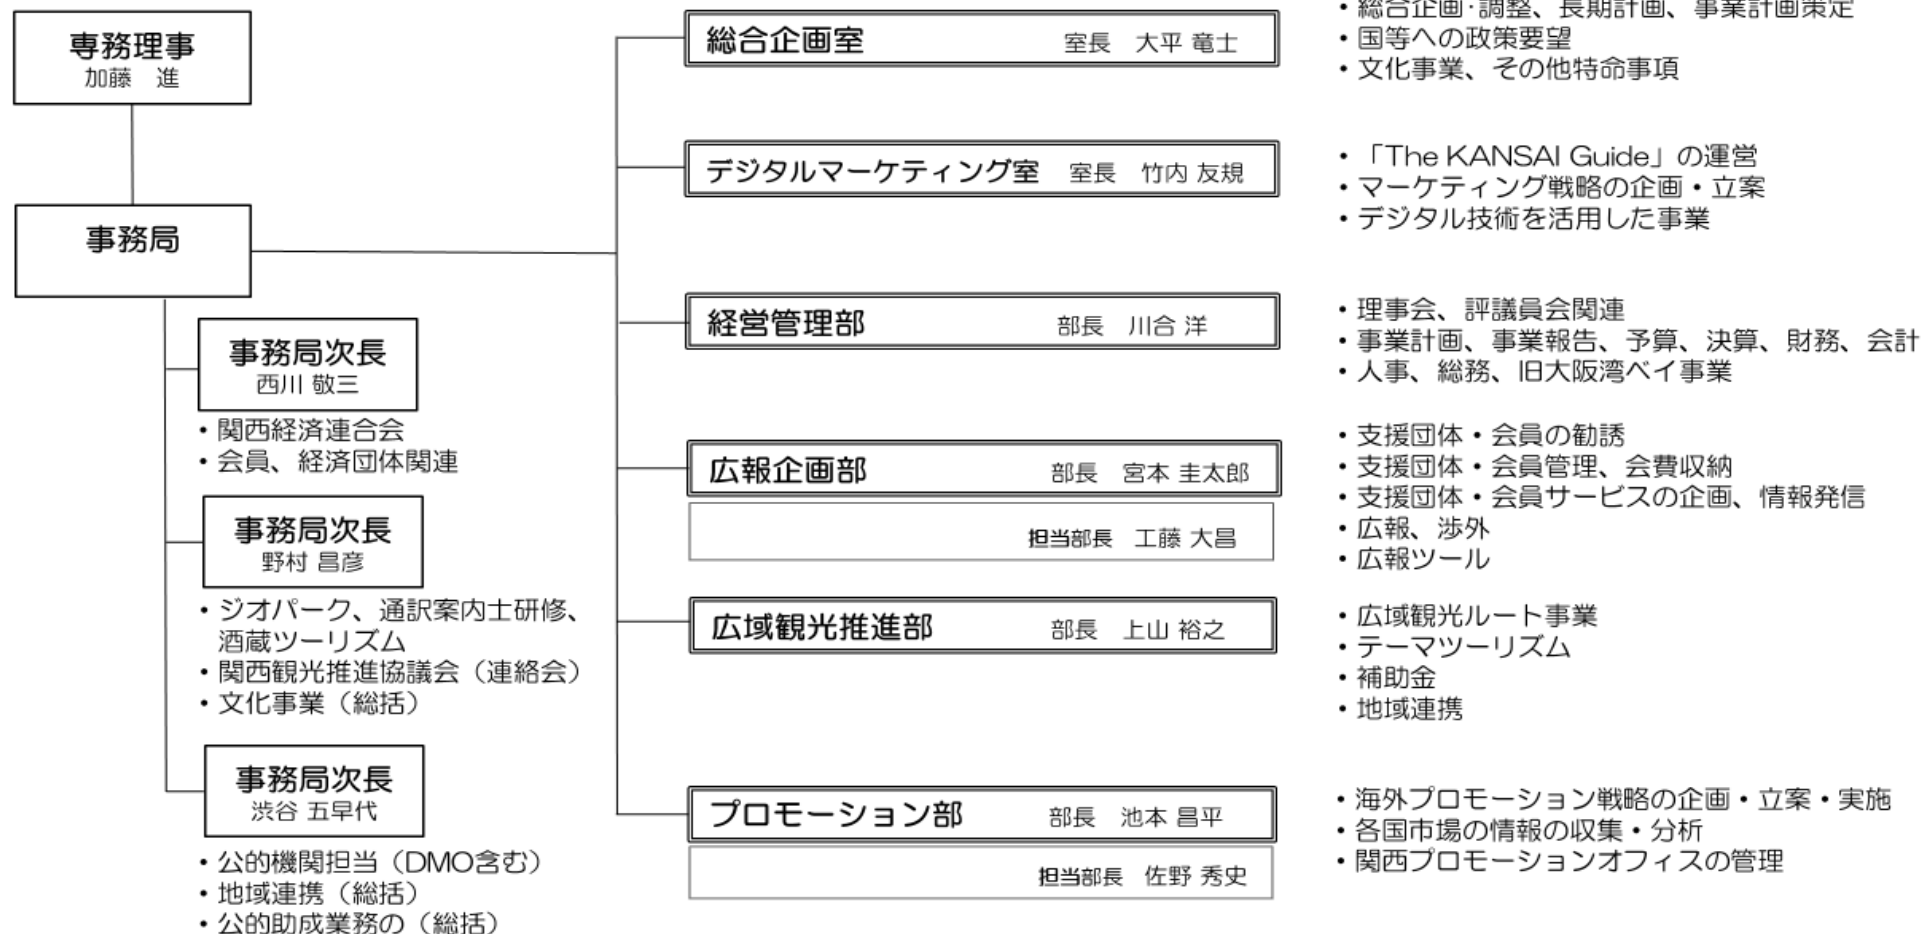 専務理事
加藤　進
事務局
事務局次長
西川 敬三
・関西経済連合会
・会員、経済団体関連
事務局次長
野村 昌彦
・ジオパーク、通訳案内士研修、
酒蔵ツーリズム
・関西観光推進協議会（連絡会）
・文化事業（総括）
事務局次長
渋谷 五早代
・公的機関担当（DMO含む）
・地域連携（総括）
・公的助成業務の（総括）
総合企画室　室長　大平 竜士
・総合企画・調整、長期計画、事業計画策定
・国等への政策要望
・文化事業、その他特命事項
デジタルマーケティング室　室長　竹内 友規
・「The KANSAI Guide」の運営
・マーケティング戦略の企画・立案
・デジタル技術を活用した事業
経営管理部　部長　川合 洋
・理事会、評議員会関連
・事業計画、事業報告、予算、決算、財務、会計
・人事、総務、旧大阪湾ベイ事業
広報企画部　部長　宮本 圭太郎
担当部長　工藤 大昌
・支援団体・会員の勧誘
・支援団体・会員管理、会費収納
・支援団体・会員サービスの企画、情報発信
・広報、渉外
・広報ツール
広域観光推進部　部長　上山 裕之
・広域観光ルート事業
・テーマツーリズム
・補助金
・地域連携
プロモーション部　部長　池本 昌平
担当部長　佐野 秀史
・海外プロモーション戦略の企画・立案・実施
・各国市場の情報の収集・分析
・関西プロモーションオフィスの管理